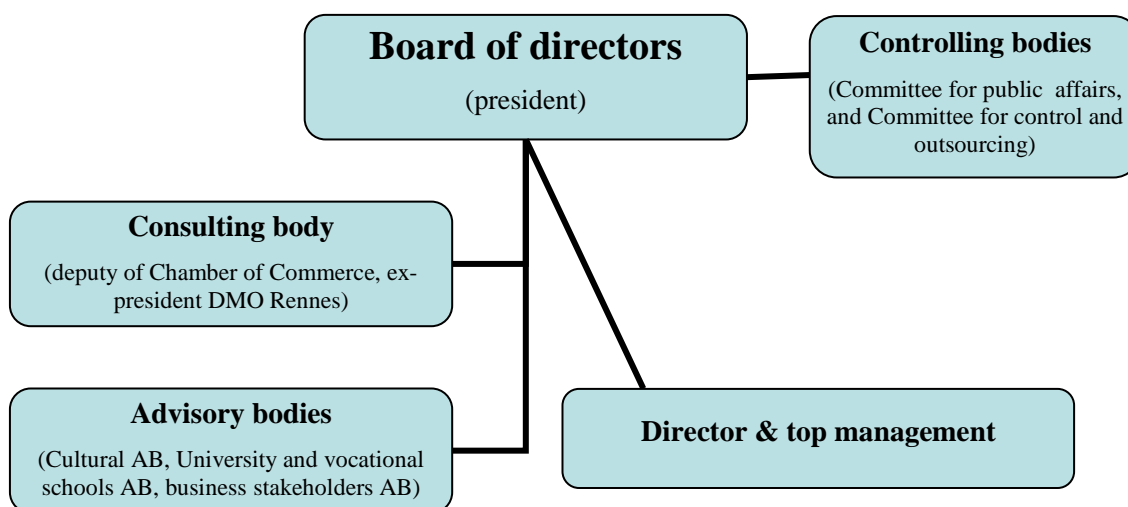 Board of directors
(president)
Controlling bodies
(Committee for public affairs,
and Committee for control and
outsourcing)
Consulting body
(deputy of Chamber of Commerce, ex-
president DMO Rennes)
Advisory bodies
(Cultural AB, University and vocational
schools AB, business stakeholders AB)
Director & top management